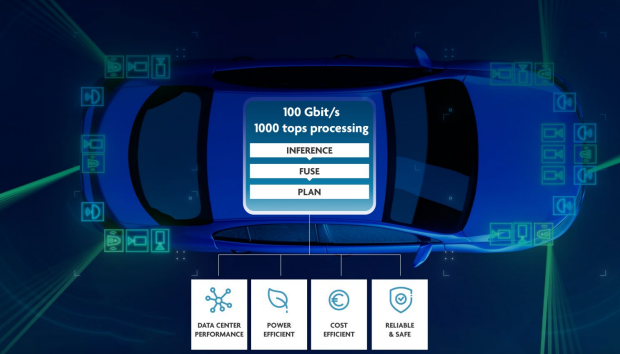 100 Gbit/s
1000 tops processing
INFERENCE
FUSE
PLAN
DATA CENTER
PERFORMANCE
POWER
EFFICIENT
COST
EFFICIENT
RELIABLE
& SAFE